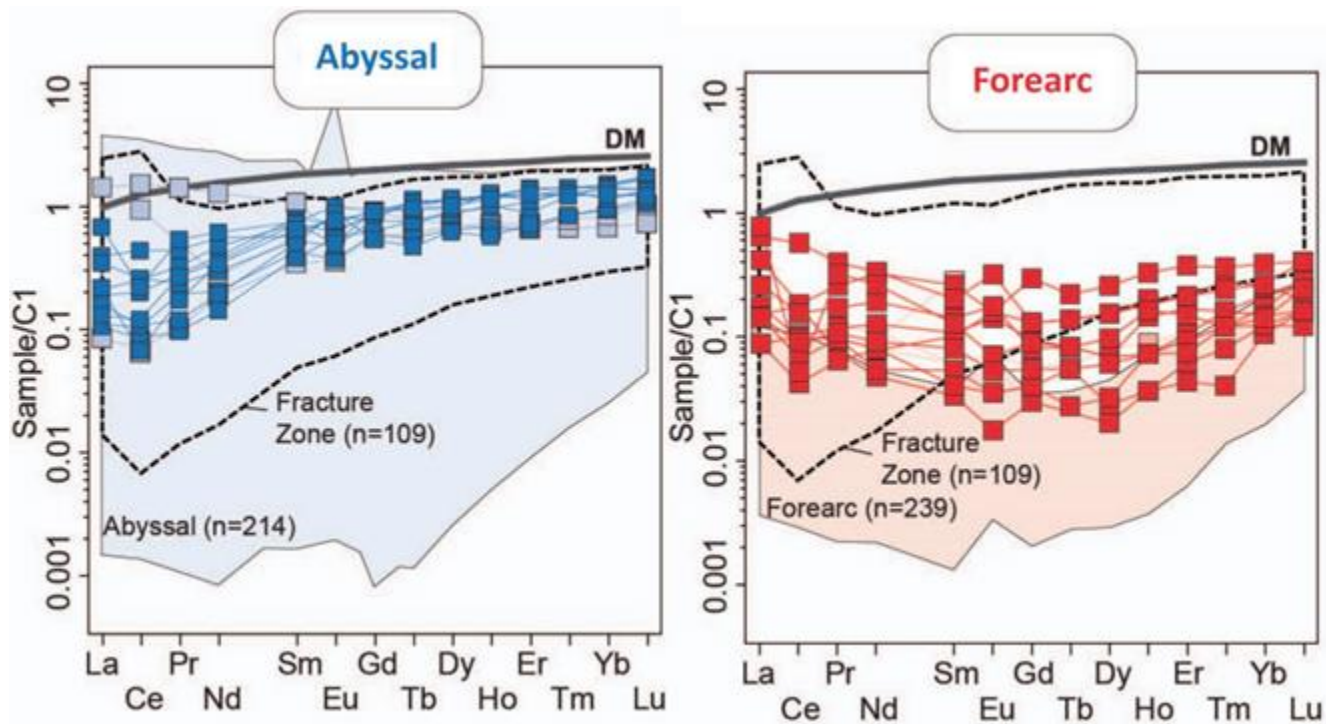 Abyssal
10
1
0.1
0.01
0.001
Sample/C1
DM
Fracture
Zone (n=109)
Abyssal (n=214)
La Pr Sm Gd Dy Er Yb
Ce Nd Eu Tb Ho Tm Lu
Forearc
10
1
0.1
0.01
0.001
Sample/C1
DM
Fracture
Zone (n=109)
Forearc (n=239)
La Pr Sm Gd Dy Er Yb
Ce Nd Eu Tb Ho Tm Lu